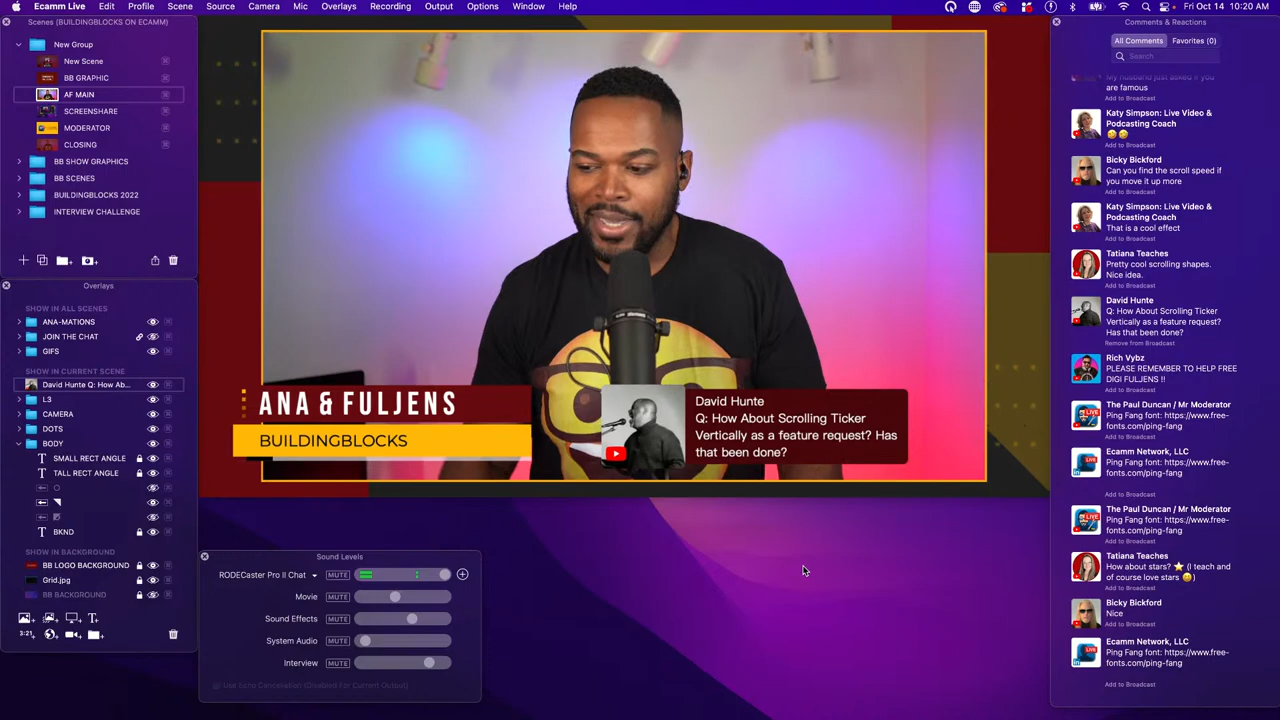 Ecamm Live Edit Profile Scene Source Camera Mic Overlays Recording Output Options Window Help
Fri Oct 14 10:20 AM
Scenes (BUILDINGBLOCKS ON ECAMM)
New Group
New Scene
BB GRAPHIC
AF MAIN
SCREENSHARE
MODERATOR
CLOSING
BB SHOW GRAPHICS
BB SCENES
BUILDINGBLOCKS 2022
INTERVIEW CHALLENGE
Overlays
SHOW IN ALL SCENES
ANA-MATIONS
JOIN THE CHAT
GIFS
SHOW IN CURRENT SCENE
David Hunte Q: How Ab...
L3
CAMERA
DOTS
BODY
SMALL RECT ANGLE
TALL RECT ANGLE
BKND
SHOW IN BACKGROUND
BB LOGO BACKGROUND
Grid.jpg
BB BACKGROUND
3:21
ANA & FULJENS
BUILDINGBLOCKS
David Hunte
Q: How About Scrolling Ticker
Vertically as a feature request? Has
that been done?
Sound Levels
RODECaster Pro II Chat MUTE
Movie MUTE
Sound Effects MUTE
System Audio MUTE
Interview MUTE
Use Echo Cancellation (Disabled For Current Output)
Comments & Reactions
All Comments Favorites (0)
Search
My husband just asked if you
are famous
Add to Broadcast
Katy Simpson: Live Video &
Podcasting Coach
🤣🤣
Add to Broadcast
Bicky Bickford
Can you find the scroll speed if
you move it up more
Add to Broadcast
Katy Simpson: Live Video &
Podcasting Coach
That is a cool effect
Add to Broadcast
Tatiana Teaches
Pretty cool scrolling shapes.
Nice idea.
Add to Broadcast
David Hunte
Q: How About Scrolling Ticker
Vertically as a feature request?
Has that been done?
Remove from Broadcast
Rich Vybz
PLEASE REMEMBER TO HELP FREE
DIGI FULJENS !!
Add to Broadcast
The Paul Duncan / Mr Moderator
Ping Fang font: https://www.free-
fonts.com/ping-fang
Add to Broadcast
Ecamm Network, LLC
Ping Fang font: https://www.free-
fonts.com/ping-fang
Add to Broadcast
The Paul Duncan / Mr Moderator
Ping Fang font: https://www.free-
fonts.com/ping-fang
Add to Broadcast
Tatiana Teaches
How about stars? ⭐ (I teach and
of course love stars 😊)
Add to Broadcast
Bicky Bickford
Nice
Add to Broadcast
Ecamm Network, LLC
Ping Fang font: https://www.free-
fonts.com/ping-fang
Add to Broadcast